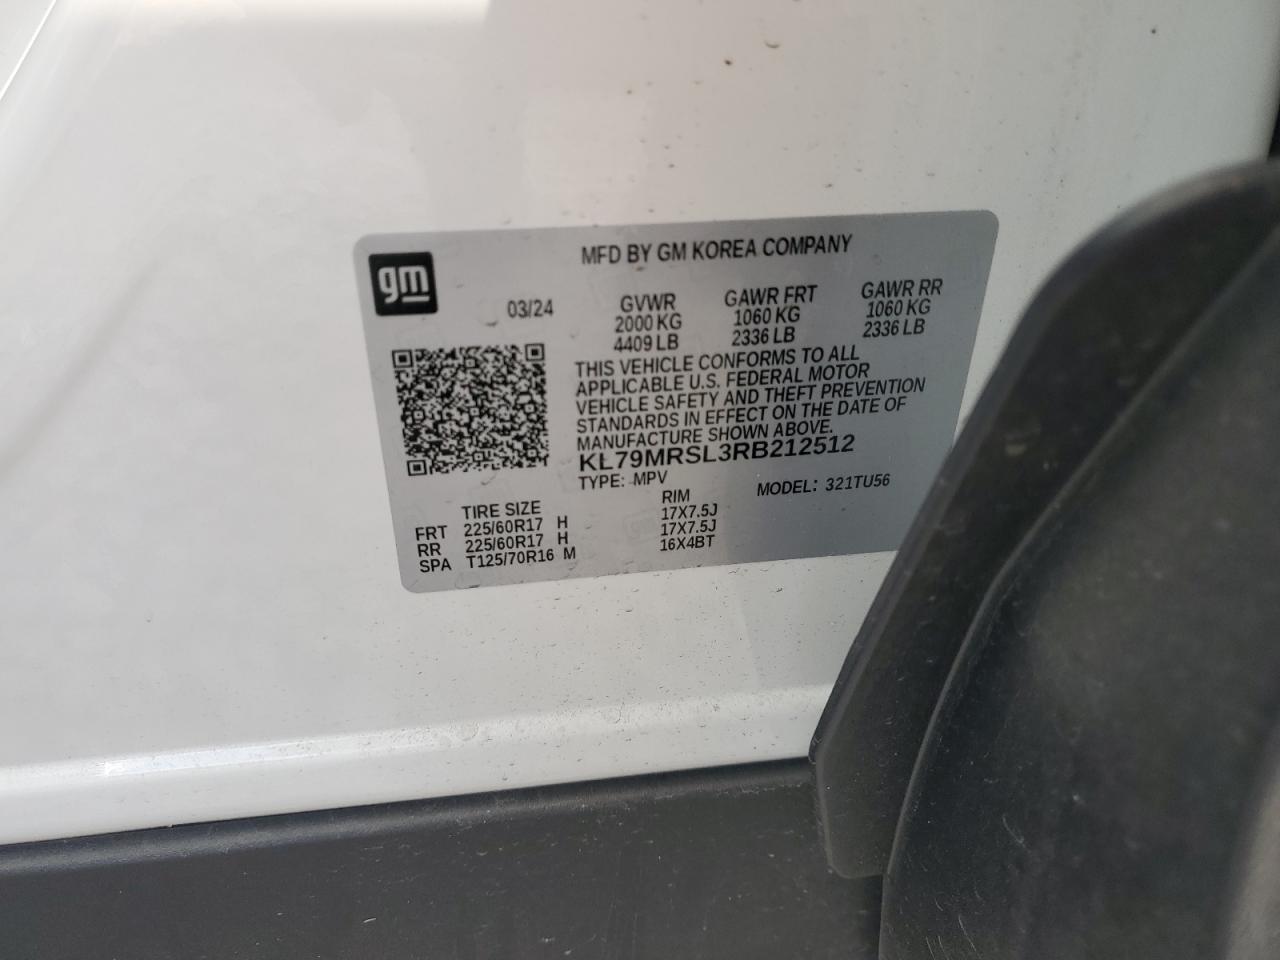 MFD BY GM KOREA COMPANY
gm
03/24
GVWR GAWR FRT GAWR RR
2000 KG 1060 KG 1060 KG
4409 LB 2336 LB 2336 LB
THIS VEHICLE CONFORMS TO ALL
APPLICABLE U.S. FEDERAL MOTOR
VEHICLE SAFETY AND THEFT PREVENTION
STANDARDS IN EFFECT ON THE DATE OF
MANUFACTURE SHOWN ABOVE.
KL79MRSL3RB212512
TYPE: MPV MODEL: 321TU56
TIRE SIZE RIM
FRT 225/60R17 H 17X7.5J
RR 225/60R17 H 17X7.5J
SPA T125/70R16 M 16X4BT